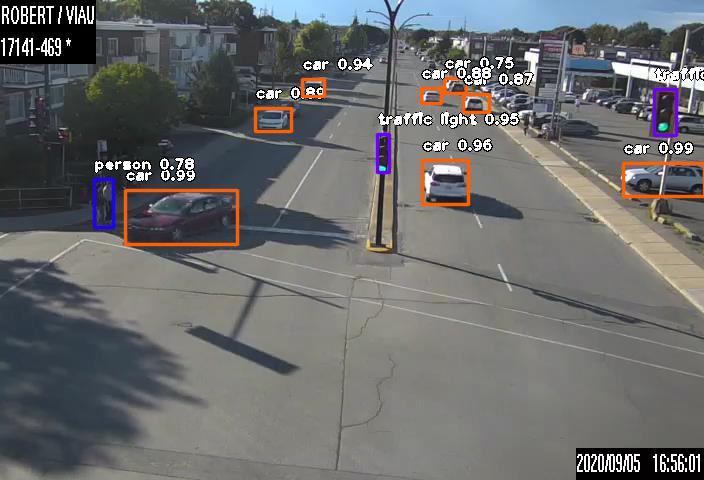 ROBERT / VIAU
17141-469 *
car 0.94
car 0.75
car 0.88
0.87
traffic
car 0.89
traffic light 0.95
car 0.96
car 0.99
person 0.78
car 0.99
2020/09/05 16:56:01